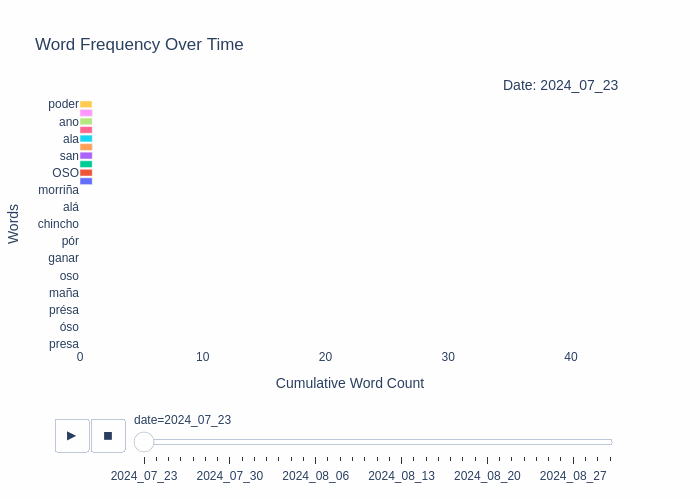 Word Frequency Over Time
Date: 2024_07_23
poder
ano
ala
san
OSO
morriña
alá
chincho
pór
ganar
oso
maña
présa
óso
presa
Words
0 10 20 30 40
Cumulative Word Count
date=2024_07_23
2024_07_23 2024_07_30 2024_08_06 2024_08_13 2024_08_20 2024_08_27